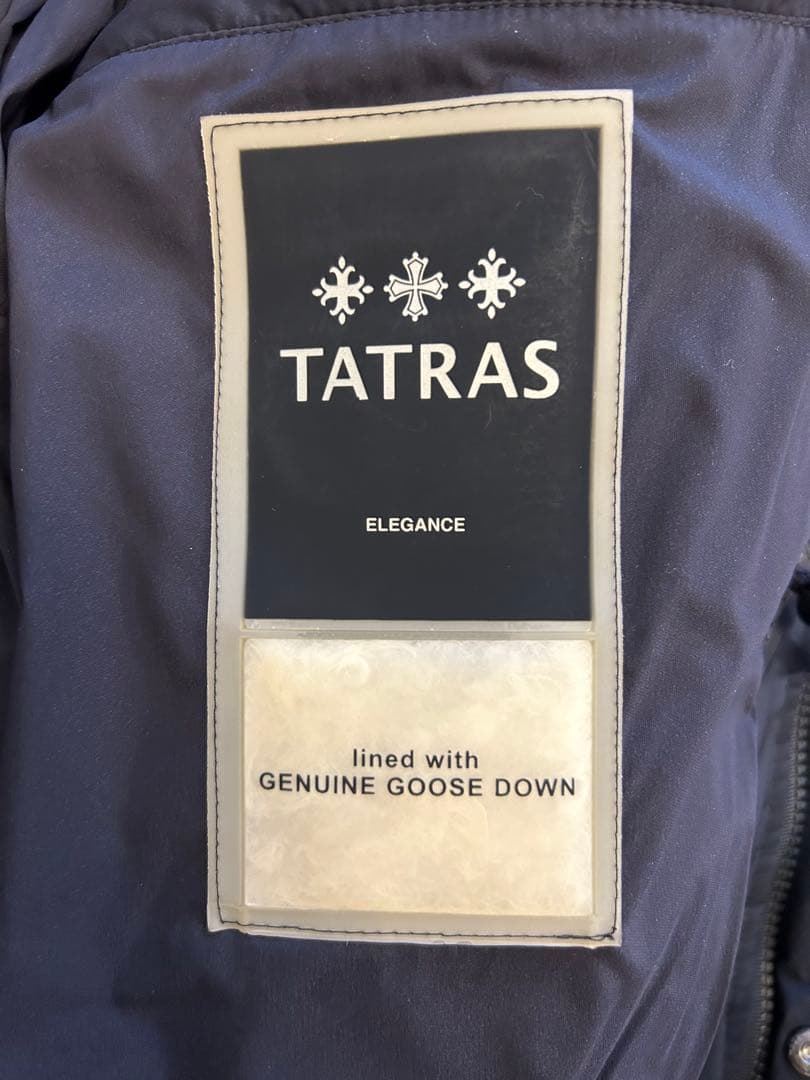 TATRAS
ELEGANCE
lined with
GENUINE GOOSE DOWN